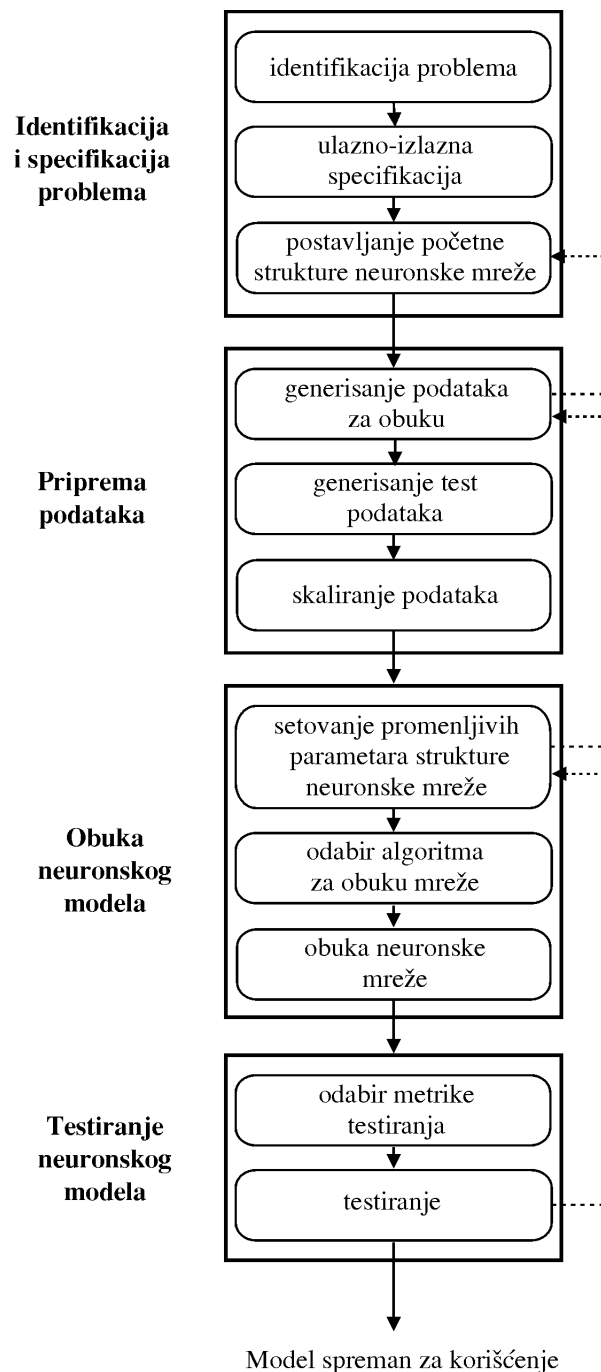 identifikacija problema
Identifikacija
i specifikacija
problema
ulazno-izlazna
specifikacija
postavljanje početne
strukture neuronske mreže
generisanje podataka
za obuku
Priprema
podataka
generisanje test
podataka
skaliranje podataka
setovanje promenljivih
parametara strukture
neuronske mreže
Obuka
neuronskog
modela
odabir algoritma
za obuku mreže
obuka neuronske
mreže
odabir metrike
testiranja
Testiranje
neuronskog
modela
testiranje
Model spreman za korišćenje